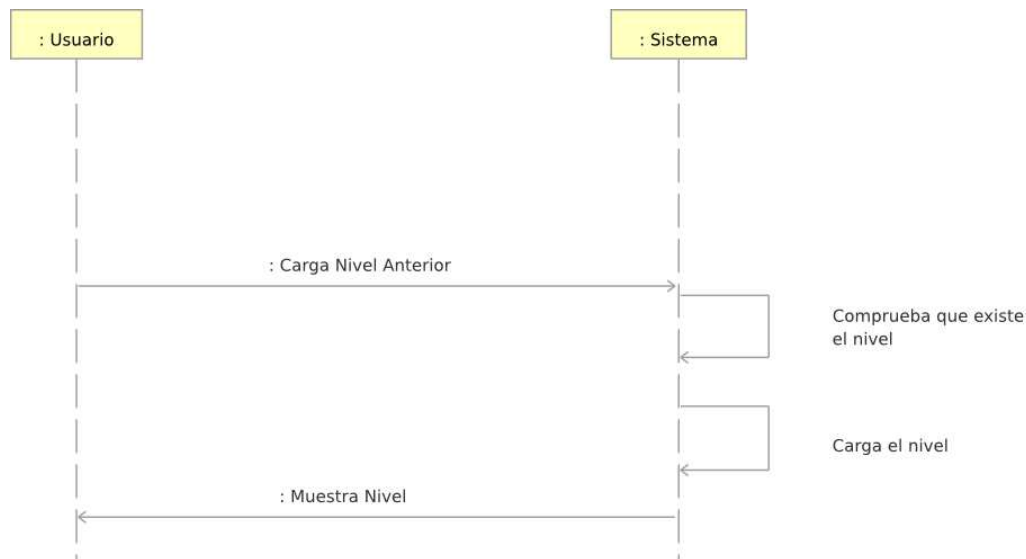 : Usuario
: Sistema
: Carga Nivel Anterior
Comprueba que existe
el nivel
Carga el nivel
: Muestra Nivel